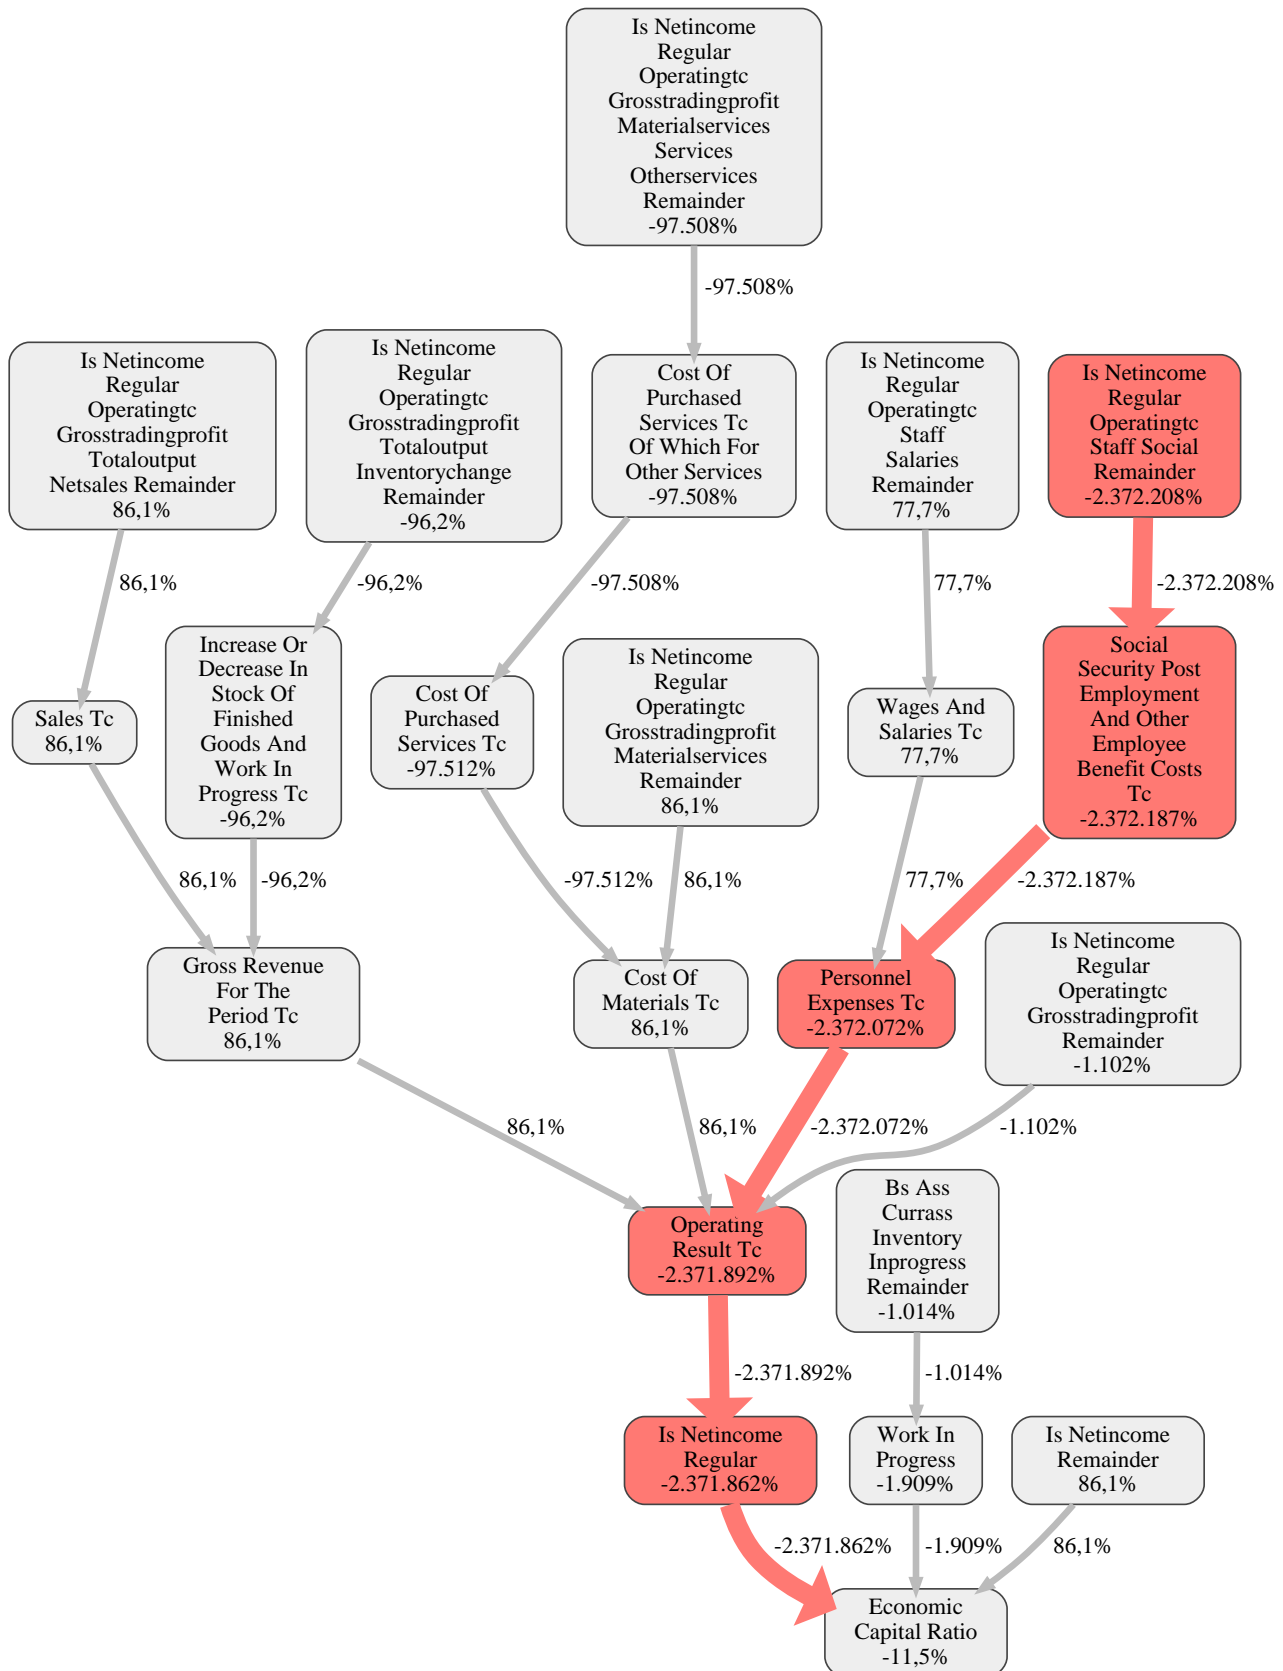 Is Netincome
Regular
Operatingtc
Grosstradingprofit
Materialservices
Services
Otherservices
Remainder
-97.508%
-97.508%
Is Netincome
Regular
Operatingtc
Grosstradingprofit
Totaloutput
Netsales Remainder
86,1%
Is Netincome
Regular
Operatingtc
Grosstradingprofit
Totaloutput
Inventorychange
Remainder
-96,2%
Cost Of
Purchased
Services Tc
Of Which For
Other Services
-97.508%
Is Netincome
Regular
Operatingtc
Staff
Salaries
Remainder
77,7%
Is Netincome
Regular
Operatingtc
Staff Social
Remainder
-2.372.208%
86,1%
-96,2%
-97.508%
77,7%
-2.372.208%
Sales Tc
86,1%
Increase Or
Decrease In
Stock Of
Finished
Goods And
Work In
Progress Tc
-96,2%
Cost Of
Purchased
Services Tc
-97.512%
Is Netincome
Regular
Operatingtc
Grosstradingprofit
Materialservices
Remainder
86,1%
Wages And
Salaries Tc
77,7%
Social
Security Post
Employment
And Other
Employee
Benefit Costs
Tc
-2.372.187%
86,1%
-96,2%
-97.512%
86,1%
77,7%
-2.372.187%
Gross Revenue
For The
Period Tc
86,1%
Cost Of
Materials Tc
86,1%
Personnel
Expenses Tc
-2.372.072%
Is Netincome
Regular
Operatingtc
Grosstradingprofit
Remainder
-1.102%
86,1%
86,1%
-2.372.072%
-1.102%
Operating
Result Tc
-2.371.892%
Bs Ass
Currass
Inventory
Inprogress
Remainder
-1.014%
-2.371.892%
-1.014%
Is Netincome
Regular
-2.371.862%
Work In
Progress
-1.909%
Is Netincome
Remainder
86,1%
-2.371.862%
-1.909%
86,1%
Economic
Capital Ratio
-11,5%